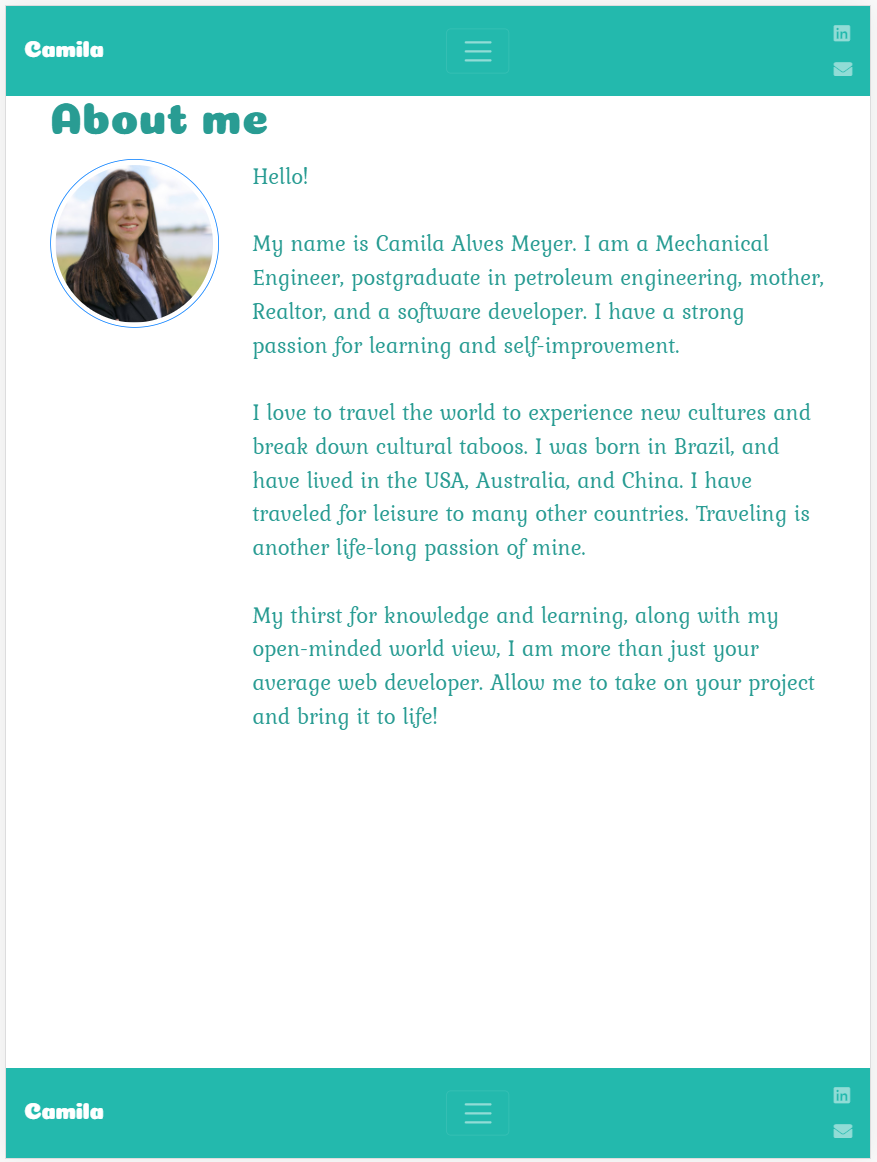 Camila
About me
Hello!
My name is Camila Alves Meyer. I am a Mechanical
Engineer, postgraduate in petroleum engineering, mother,
Realtor, and a software developer. I have a strong
passion for learning and self-improvement.
I love to travel the world to experience new cultures and
break down cultural taboos. I was born in Brazil, and
have lived in the USA, Australia, and China. I have
traveled for leisure to many other countries. Traveling is
another life-long passion of mine.
My thirst for knowledge and learning, along with my
open-minded world view, I am more than just your
average web developer. Allow me to take on your project
and bring it to life!
Camila